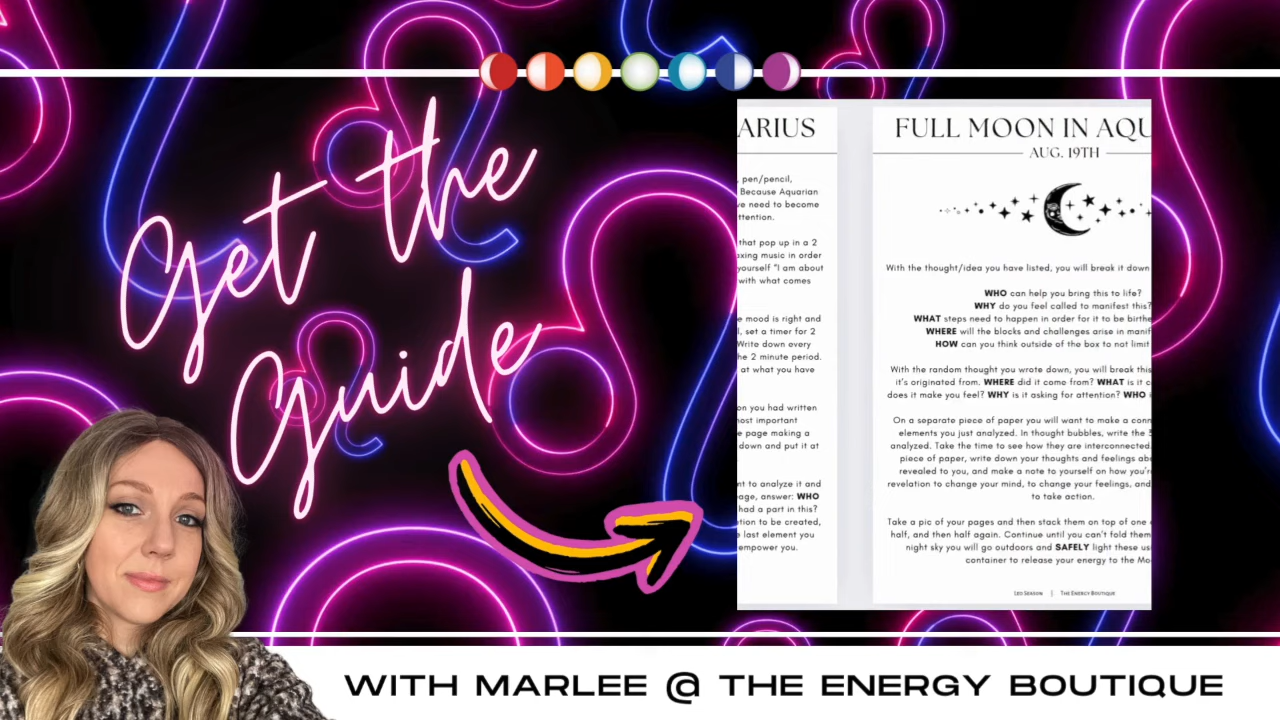 Get the
Guide
ARIUS
, pen/pencil,
Because Aquarian
need to become
that pop up in a 2
music in order
yourself "I am about
with what comes
mood is right and
, set a timer for 2
Write down every
2 minute period.
at what you have
you had written
important
page making a
down and put it at
to analyze it and
answer: WHO
had a part in this?
to be created,
last element you
empower you.
FULL MOON IN AQU
AUG. 19TH
With the thought/idea you have listed, you will break it down
WHO can help you bring this to life?
WHY do you feel called to manifest this?
WHAT steps need to happen in order for it to be
WHERE will the blocks and challenges arise in
HOW can you think outside of the box to not limit
With the random thought you wrote down, you will break
it's originated from. WHERE did it come from? WHAT is it
does it make you feel? WHY is it asking for attention? WHO
On a separate piece of paper you will want to make a
elements you just analyzed. In thought bubbles, write the
analyzed. Take the time to see how they are interconnected.
piece of paper, write down your thoughts and feelings
revealed to you, and make a note to yourself on how
revelation to change your mind, to change your feelings, and
to take action.
Take a pic of your pages and then stack them on top of one
half, and then half again. Continue until you can't fold them
night sky you will go outdoors and SAFELY light these
container to release your energy to the
LEO SEASON | THE ENERGY BOUTIQUE
WITH MARLEE @ THE ENERGY BOUTIQUE